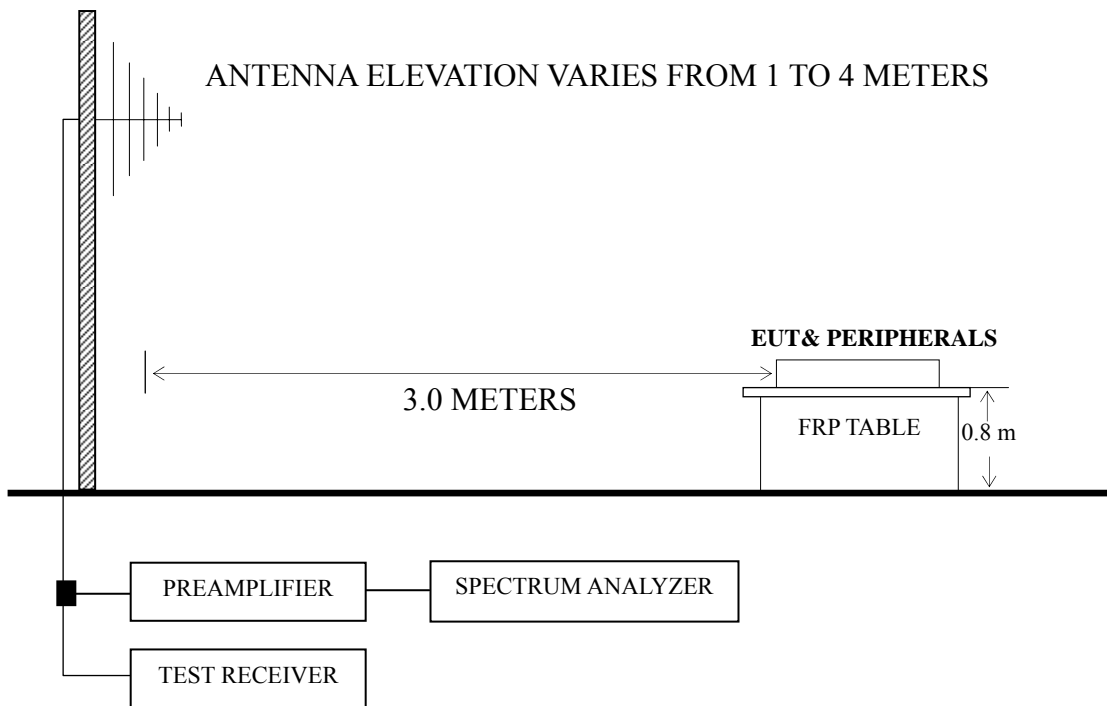 ANTENNA ELEVATION VARIES FROM 1 TO 4 METERS
EUT& PERIPHERALS
3.0 METERS
FRP TABLE
0.8 m
PREAMPLIFIER
SPECTRUM ANALYZER
TEST RECEIVER